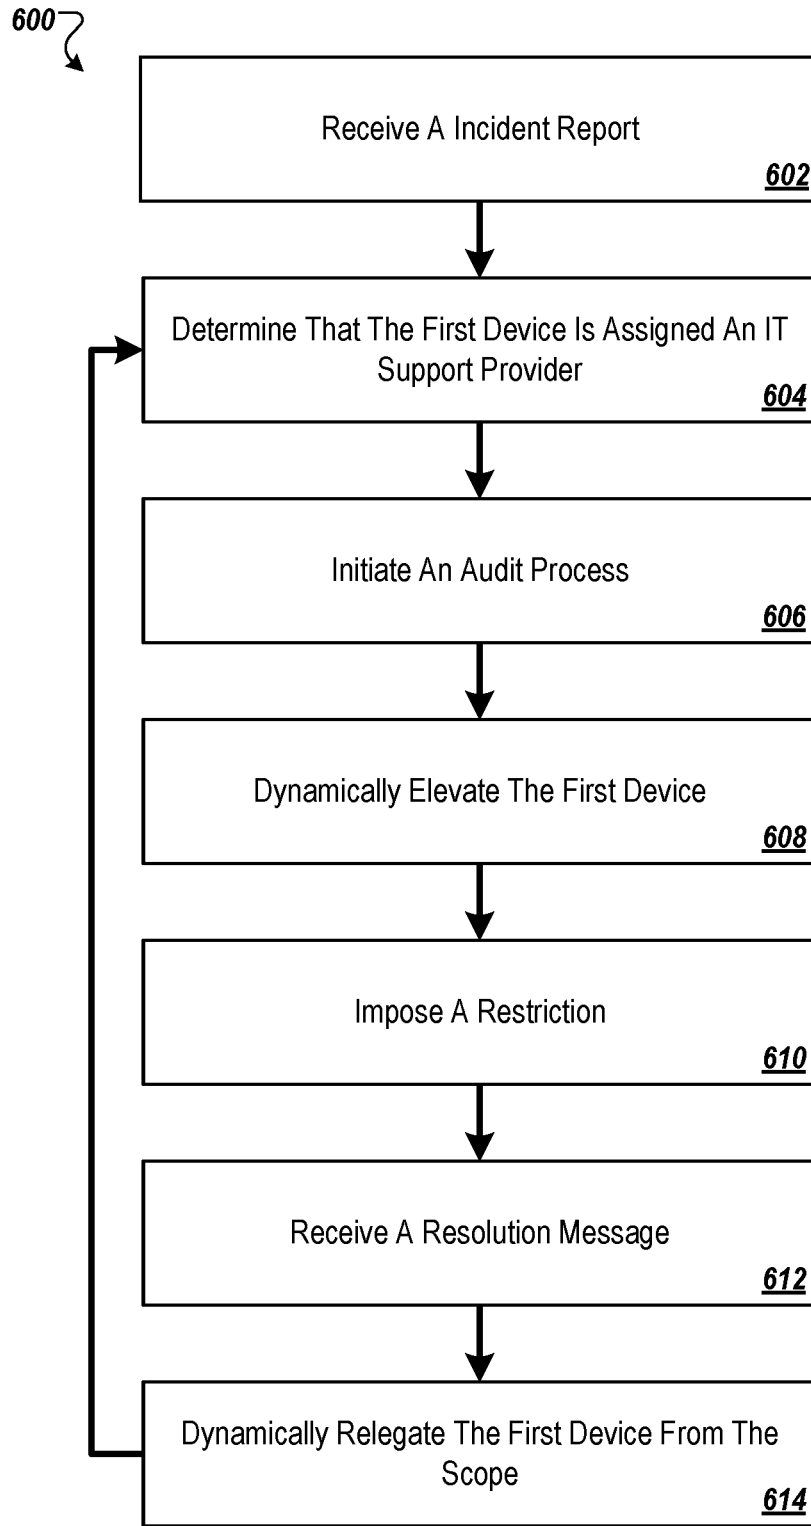 600
Receive A Incident Report
602
Determine That The First Device Is Assigned An IT
Support Provider
604
Initiate An Audit Process
606
Dynamically Elevate The First Device
608
Impose A Restriction
610
Receive A Resolution Message
612
Dynamically Relegate The First Device From The
Scope
614